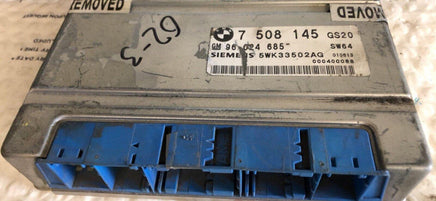 REMOVED
REMOVED
62-3
7 508 145 GS20
GM 96 024 685 SW64
SIEMENS 5WK33502AG 010613
000400088